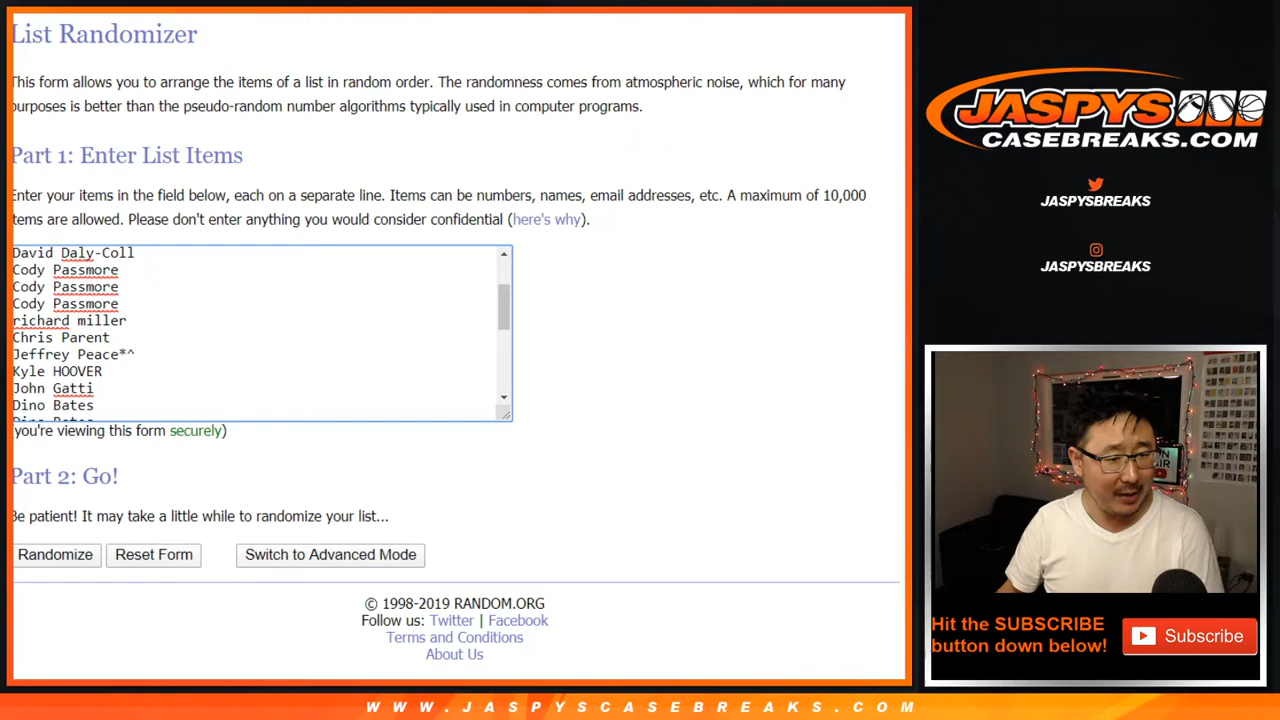 List Randomizer
This form allows you to arrange the items of a list in random order. The randomness comes from atmospheric noise, which for many
purposes is better than the pseudo-random number algorithms typically used in computer programs.
Part 1: Enter List Items
Enter your items in the field below, each on a separate line. Items can be numbers, names, email addresses, etc. A maximum of 10,000
items are allowed. Please don't enter anything you would consider confidential (here's why).
David Daly-Coll
Cody Passmore
Cody Passmore
Cody Passmore
richard miller
Chris Parent
Jeffrey Peace*^
Kyle HOOVER
John Gatti
Dino Bates
you're viewing this form securely)
Part 2: Go!
Be patient! It may take a little while to randomize your list...
Randomize Reset Form Switch to Advanced Mode
© 1998-2019 RANDOM.ORG
Follow us: Twitter | Facebook
Terms and Conditions
About Us
JASPYS
CASEBREAKS.COM
JASPYSBREAKS
JASPYSBREAKS
ON
AIR
Hit the SUBSCRIBE
button down below!
Subscribe
WWW.JASPYSCASEBREAKS.COM